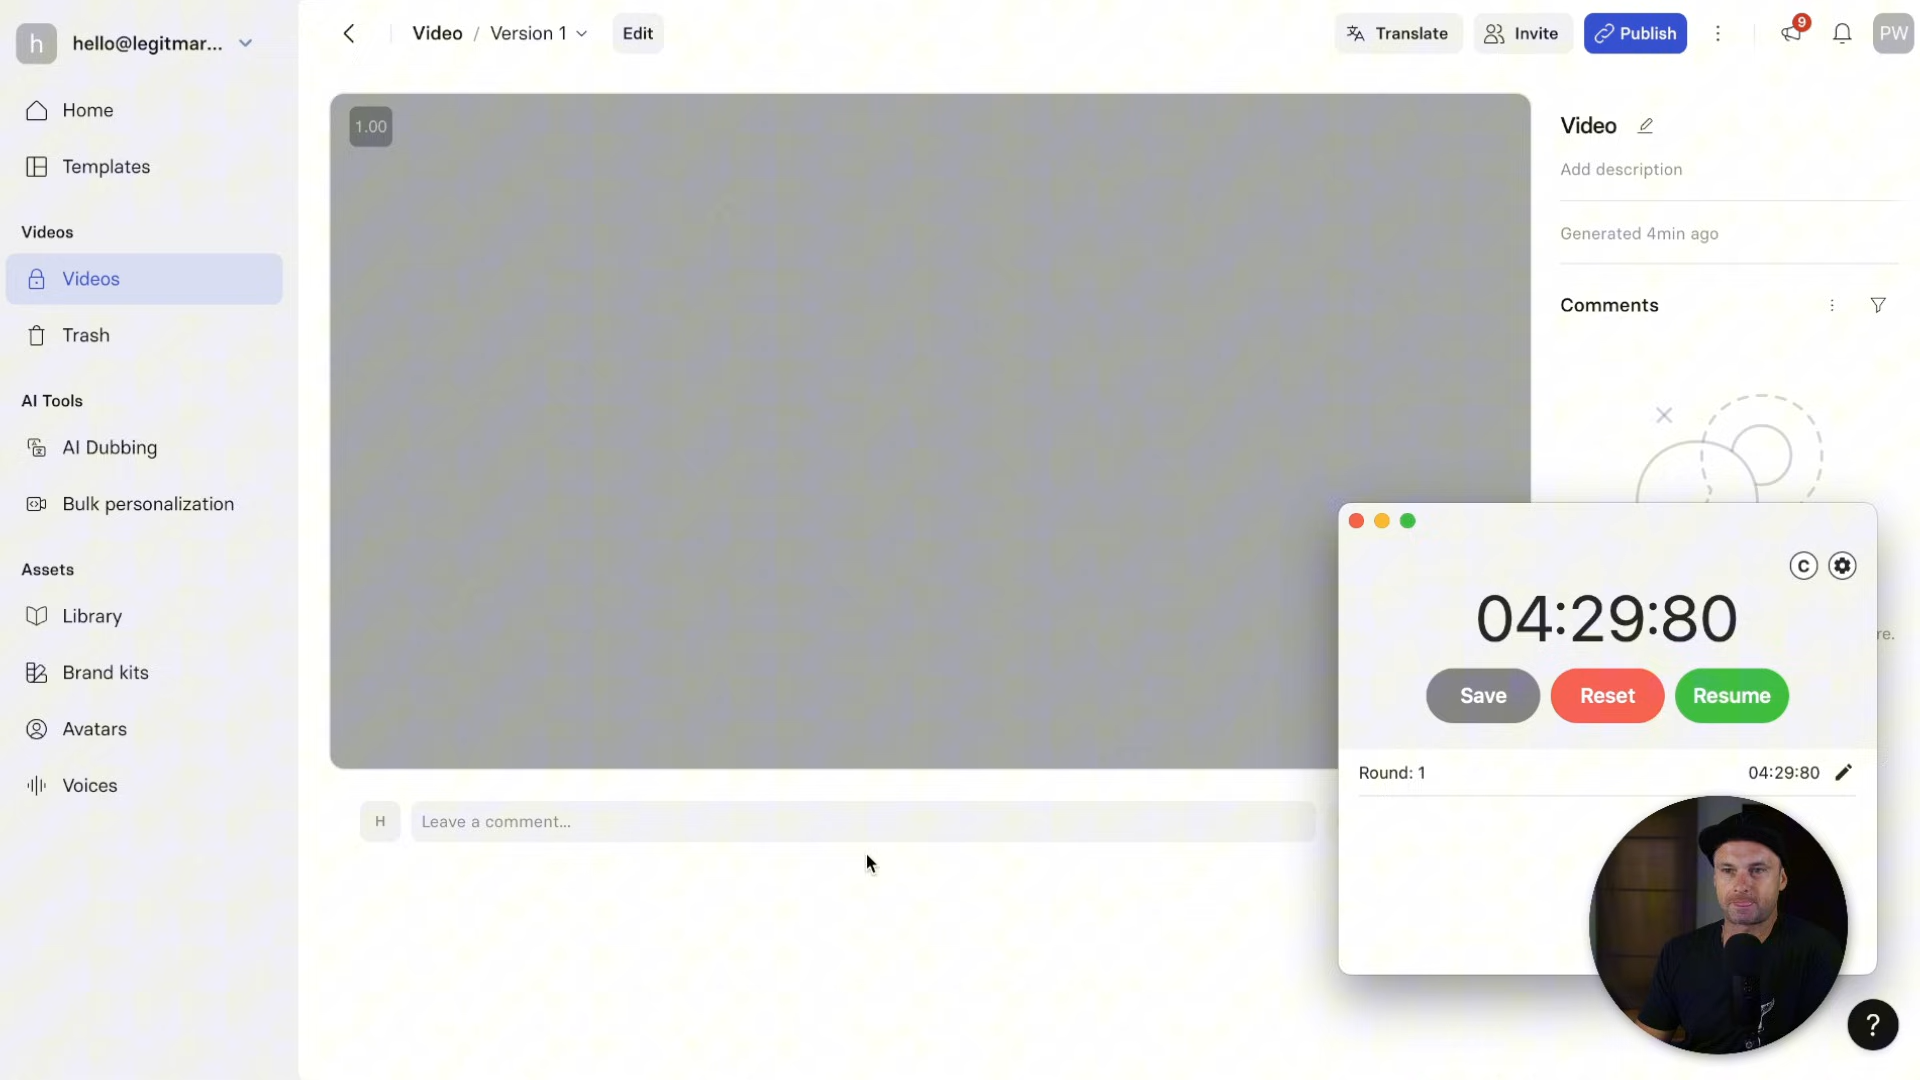 h hello@legitmar...
Home
Templates
Videos
Videos
Trash
AI Tools
AI Dubbing
Bulk personalization
Assets
Library
Brand kits
Avatars
Voices
Video / Version 1
Edit
Translate
Invite
Publish
9
PW
1.00
Video
Add description
Generated 4min ago
Comments
re.
C
04:29:80
Save
Reset
Resume
Round: 1
04:29:80
H
Leave a comment...
?